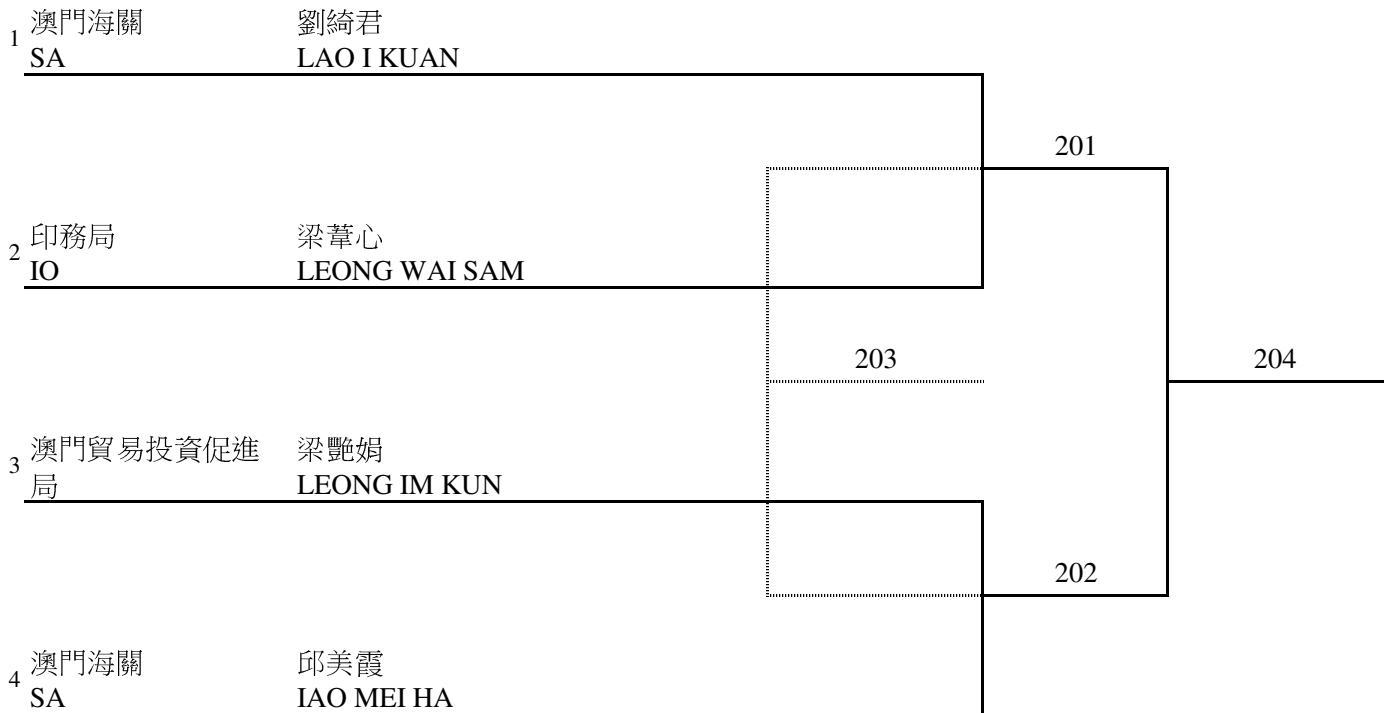 1 澳門海關 劉綺君
SA LAO I KUAN
201
2 印務局 梁葦心
IO LEONG WAI SAM
203 204
3 澳門貿易投資促進 梁艷娟
局 LEONG IM KUN
202
4 澳門海關 邱美霞
SA IAO MEI HA